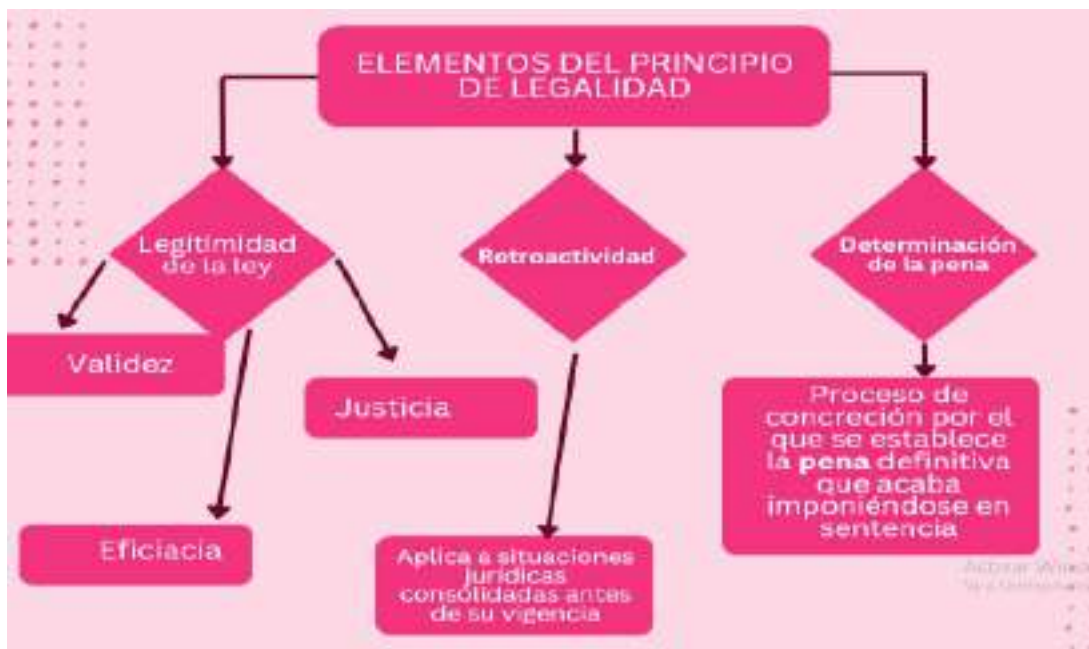 ELEMENTOS DEL PRINCIPIO
DE LEGALIDAD
Legitimidad
de la ley
Retroactividad
Determinación
de la pena
Validez
Justicia
Eficiacia
Aplica a situaciones
jurídicas
consolidadas antes
de su vigencia
Proceso de
concreción por el
que se establece
la pena definitiva
que acaba
imponiéndose en
sentencia